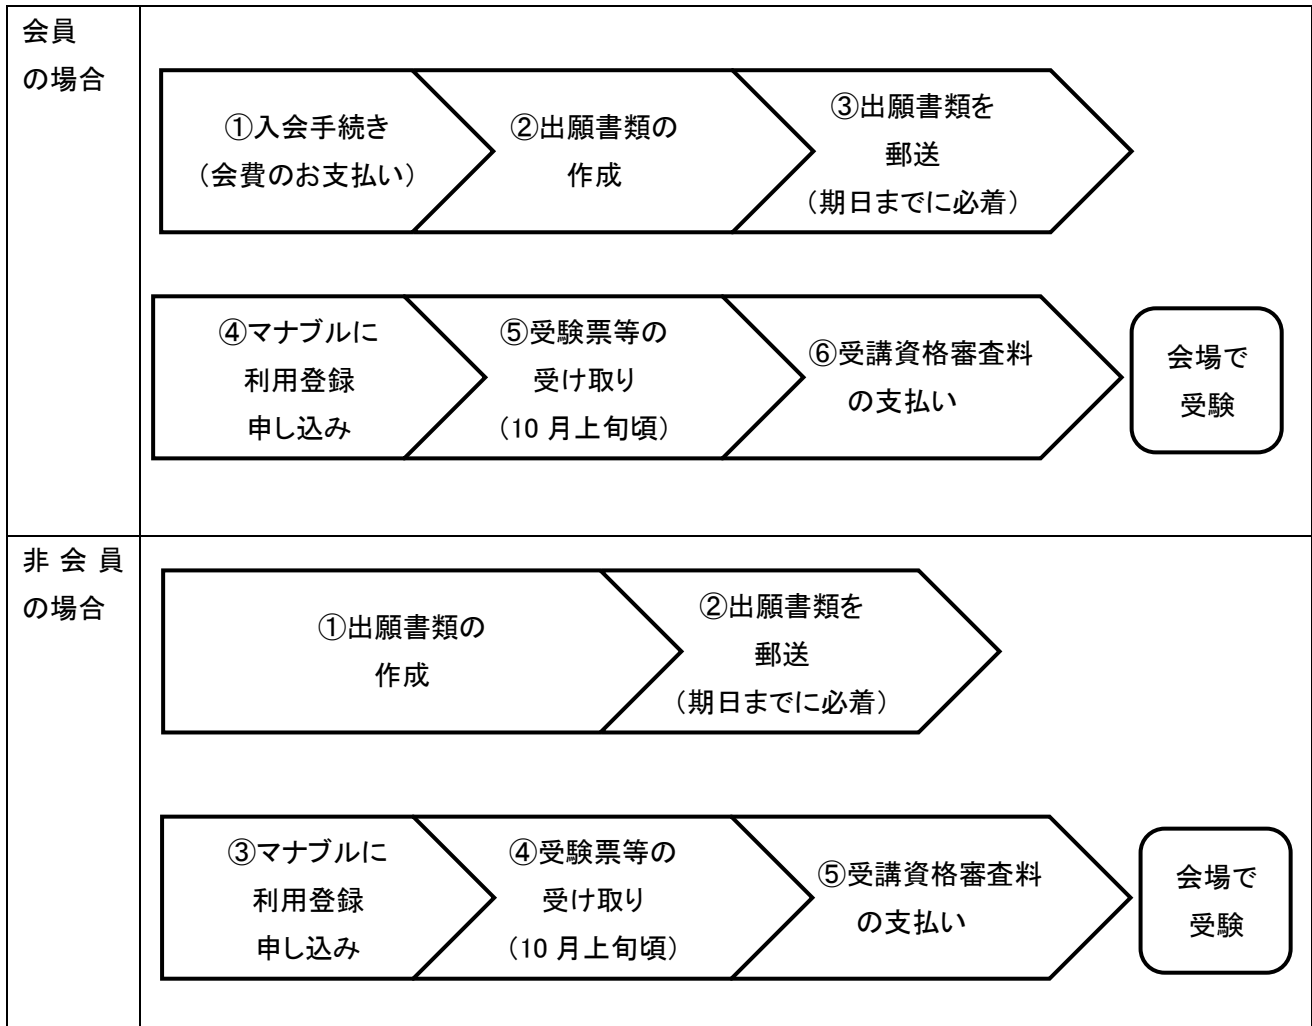 会員
の場合
①入会手続き
（会費のお支払い）
②出願書類の
作成
③出願書類を
郵送
（期日までに必着）
④マナブルに
利用登録
申し込み
⑤受験票等の
受け取り
（10 月上旬頃）
⑥受講資格審査料
の支払い
会場で
受験
非 会 員
の場合
①出願書類の
作成
②出願書類を
郵送
（期日までに必着）
③マナブルに
利用登録
申し込み
④受験票等の
受け取り
（10 月上旬頃）
⑤受講資格審査料
の支払い
会場で
受験